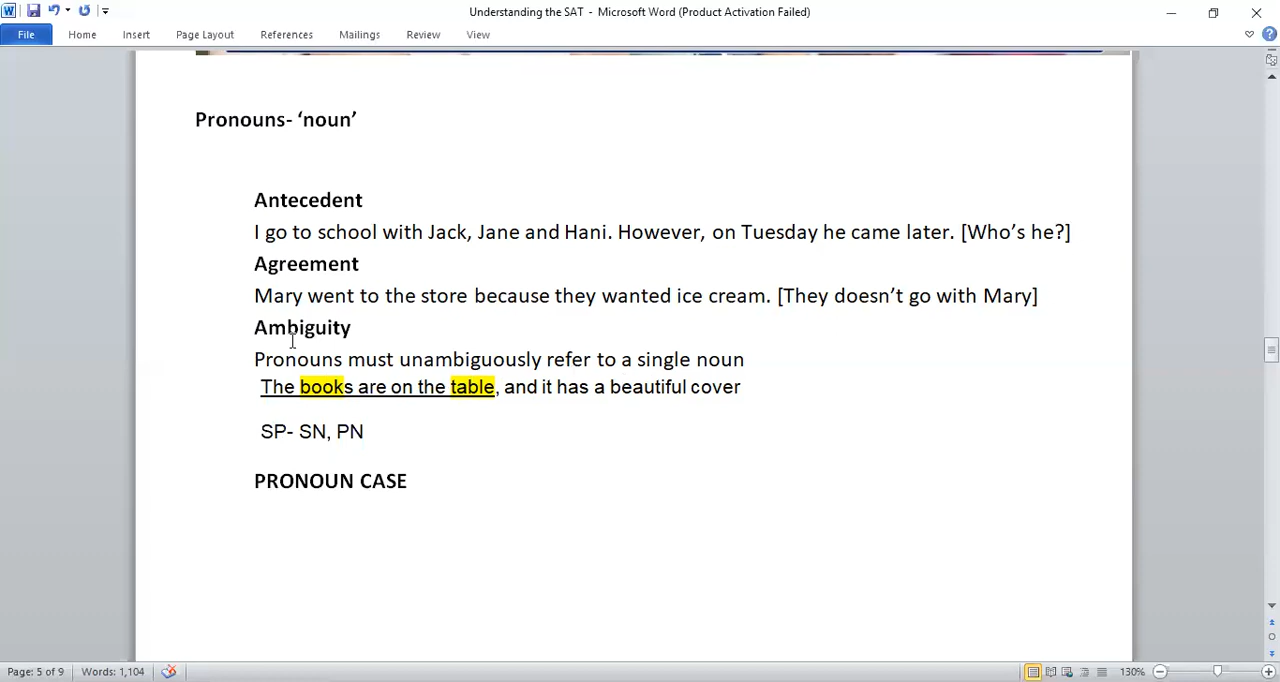 Understanding the SAT - Microsoft Word (Product Activation Failed)
File Home Insert Page Layout References Mailings Review View
Pronouns- ‘noun’
Antecedent
I go to school with Jack, Jane and Hani. However, on Tuesday he came later. [Who’s he?]
Agreement
Mary went to the store because they wanted ice cream. [They doesn’t go with Mary]
Ambiguity
Pronouns must unambiguously refer to a single noun
The books are on the table, and it has a beautiful cover
SP- SN, PN
PRONOUN CASE
Page: 5 of 9 Words: 1,104 130%